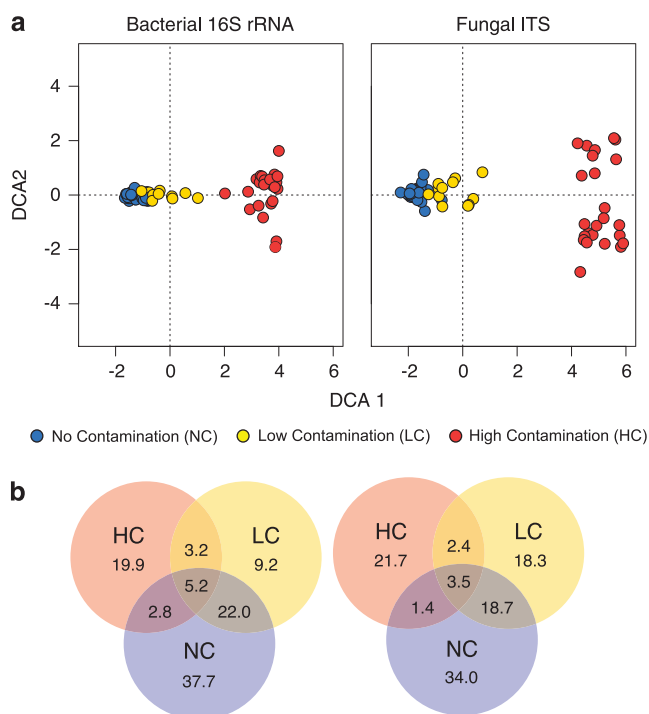 a
Bacterial 16S rRNA
Fungal ITS
DCA2
4
2
0
-2
-4
-2 0 2 4 6
-2 0 2 4 6
DCA 1
No Contamination (NC) Low Contamination (LC) High Contamination (HC)
b
HC
19.9
3.2
LC
9.2
5.2
2.8
22.0
NC
37.7
HC
21.7
2.4
LC
18.3
3.5
1.4
18.7
NC
34.0